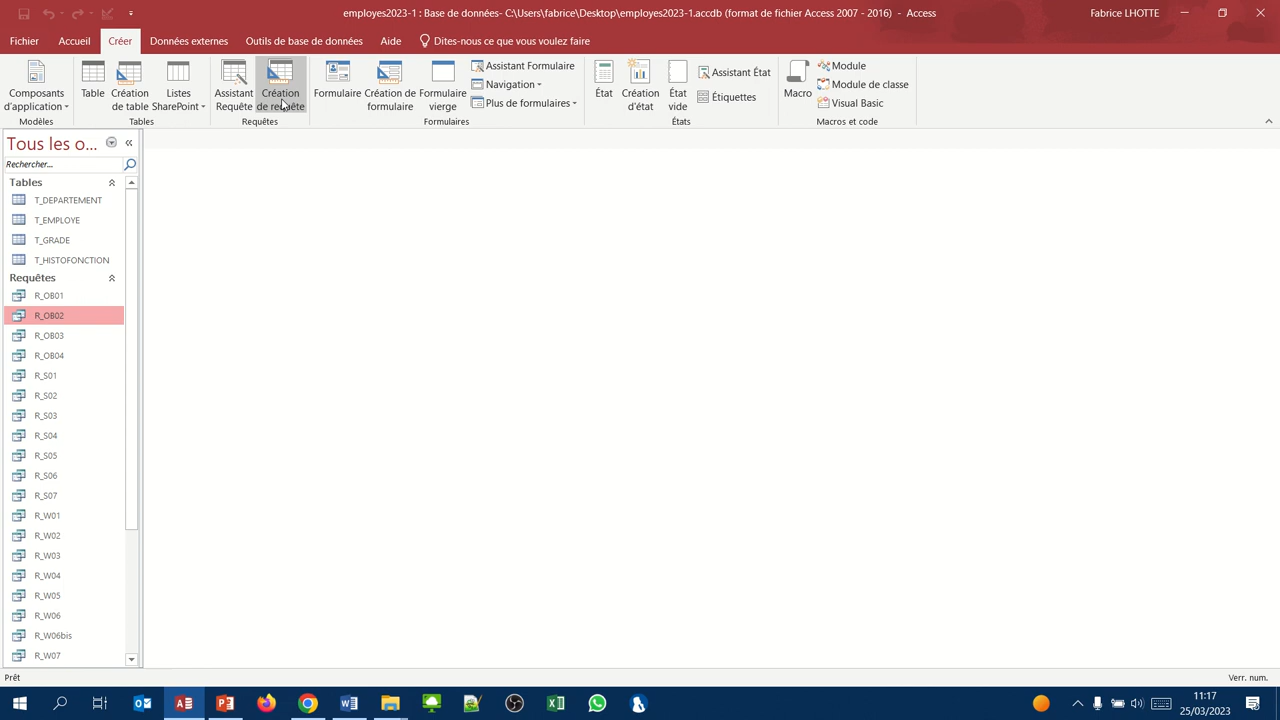 employes2023-1 : Base de données- C:\Users\fabrice\Desktop\employes2023-1.accdb (format de fichier Access 2007 - 2016) - Access
Fabrice LHOTTE
Fichier
Accueil
Créer
Données externes
Outils de base de données
Aide
Dites-nous ce que vous voulez faire
Composants
d'application
Modèles
Table
Création
de table
Listes
SharePoint
Tables
Assistant
Requête
Création
de requête
Requêtes
Formulaire
Création de
formulaire
Formulaire
vierge
Assistant Formulaire
Navigation
Plus de formulaires
Formulaires
État
Création
d'état
État
vide
Assistant État
Étiquettes
États
Macro
Module
Module de classe
Visual Basic
Macros et code
Tous les o...
Rechercher...
Tables
T_DEPARTEMENT
T_EMPLOYE
T_GRADE
T_HISTOFONCTION
Requêtes
R_OB01
R_OB02
R_OB03
R_OB04
R_S01
R_S02
R_S03
R_S04
R_S05
R_S06
R_S07
R_W01
R_W02
R_W03
R_W04
R_W05
R_W06
R_W06bis
R_W07
Prêt
Verr. num.
11:17
25/03/2023